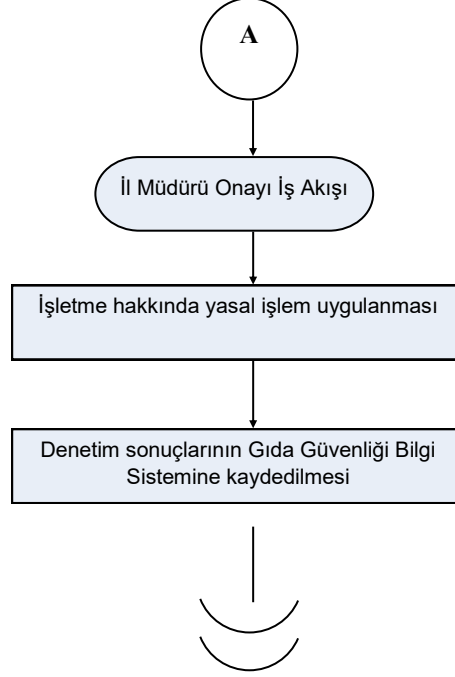 A
İl Müdürü Onayı İş Akışı
İşletme hakkında yasal işlem uygulanması
Denetim sonuçlarının Gıda Güvenliği Bilgi
Sistemine kaydedilmesi